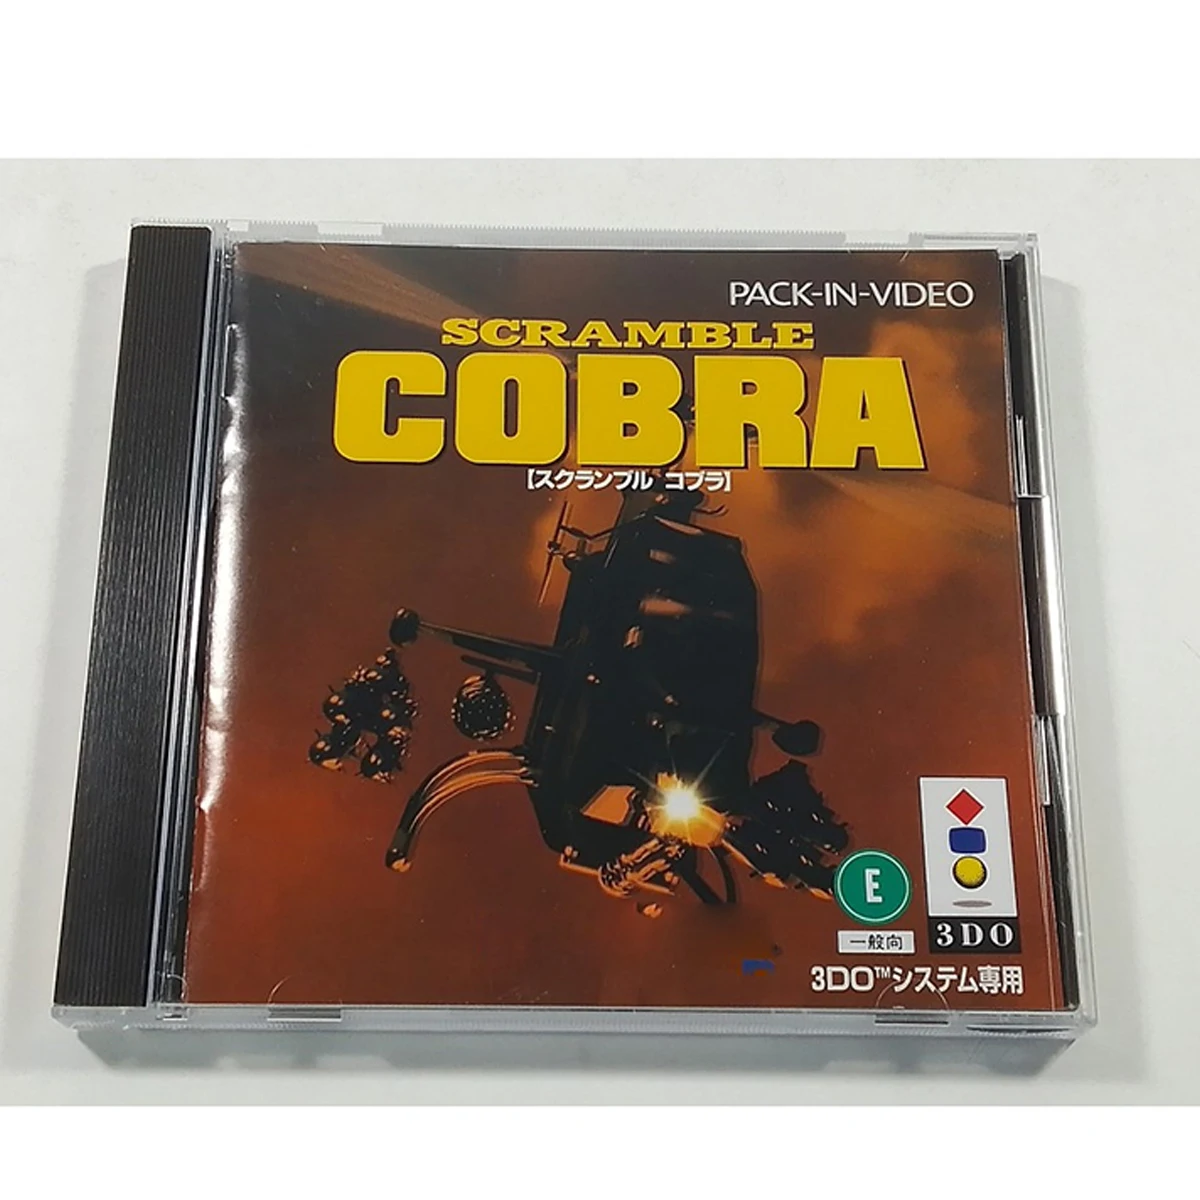 PACK-IN-VIDEO
SCRAMBLE
COBRA
【スクランブル コブラ】
E
一般向
3DO
3DO™システム専用